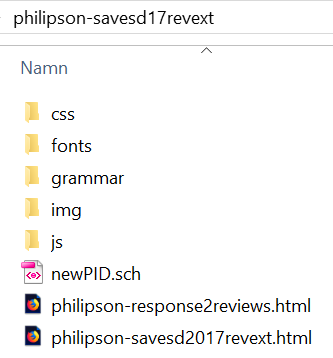 philipson-savesd17revext
Namn
css
fonts
grammar
img
js
newPID.sch
philipson-response2reviews.html
philipson-savesd2017revext.html